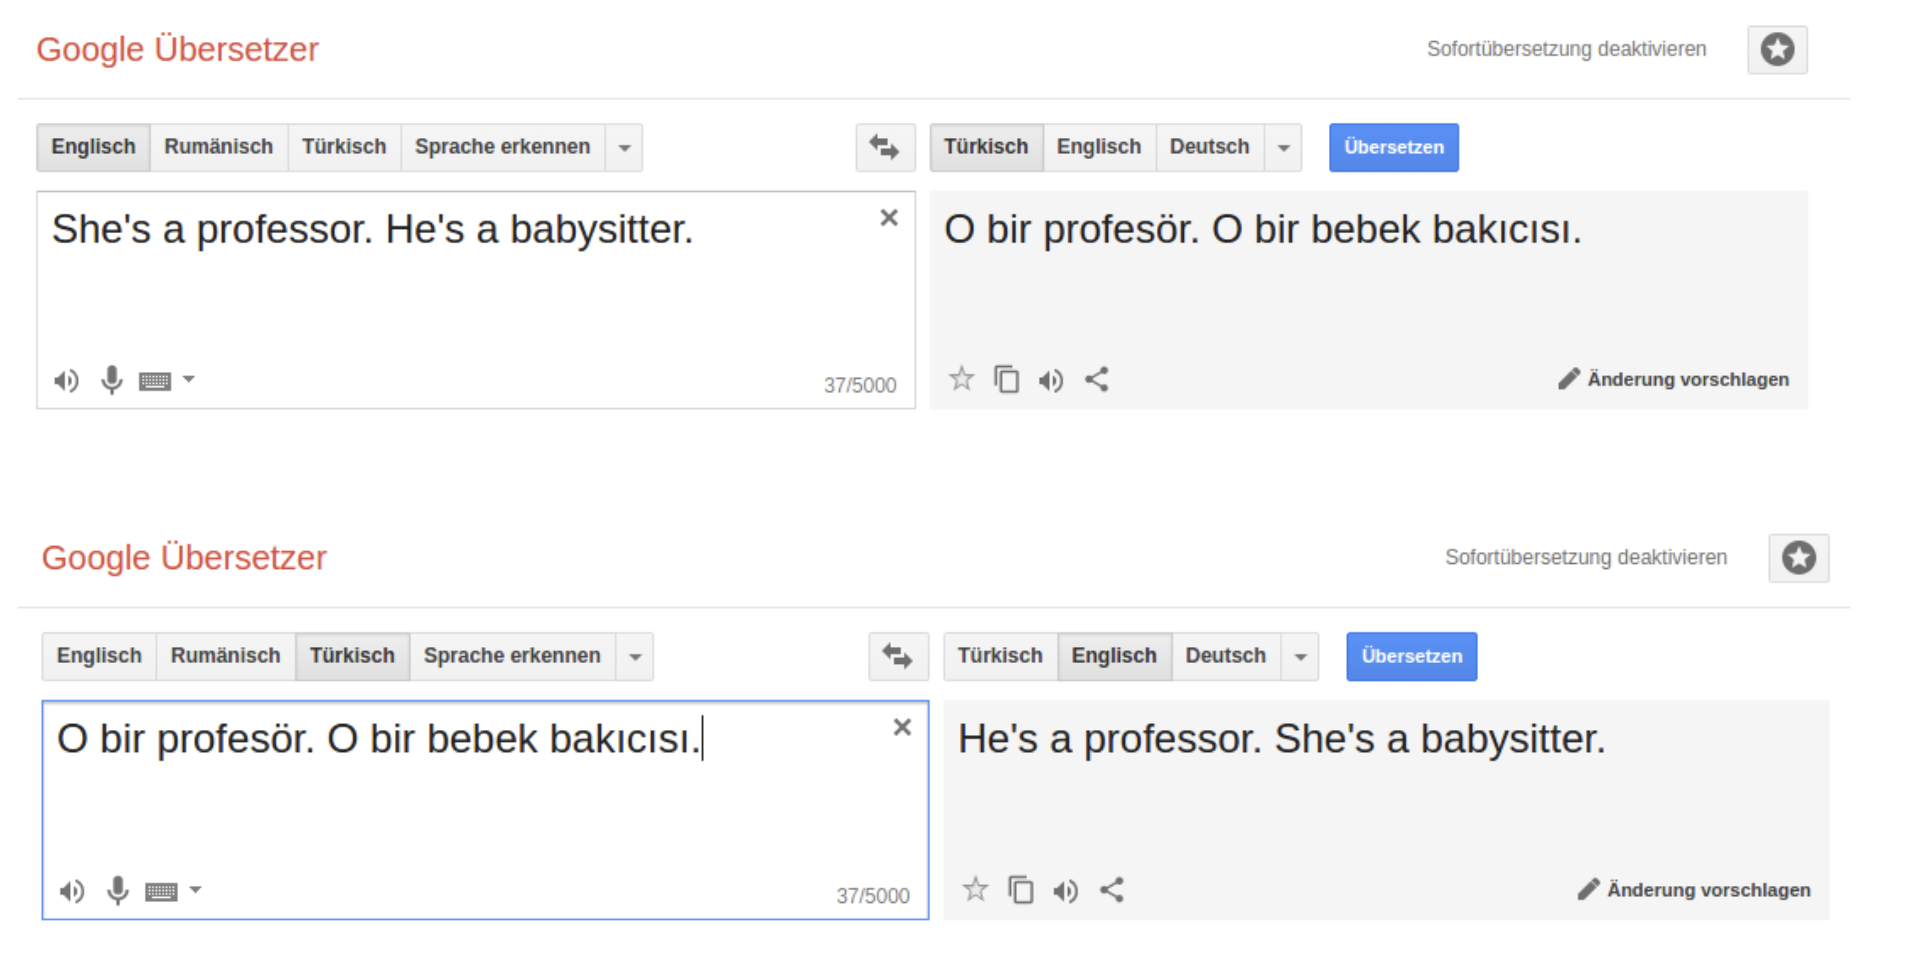 Google Übersetzer
Sofortübersetzung deaktivieren
Englisch Rumänisch Türkisch Sprache erkennen
Türkisch Englisch Deutsch Übersetzen
She's a professor. He's a babysitter.
O bir profesör. O bir bebek bakıcısı.
37/5000
Änderung vorschlagen
Google Übersetzer
Sofortübersetzung deaktivieren
Englisch Rumänisch Türkisch Sprache erkennen
Türkisch Englisch Deutsch Übersetzen
O bir profesör. O bir bebek bakıcısı.
He's a professor. She's a babysitter.
37/5000
Änderung vorschlagen